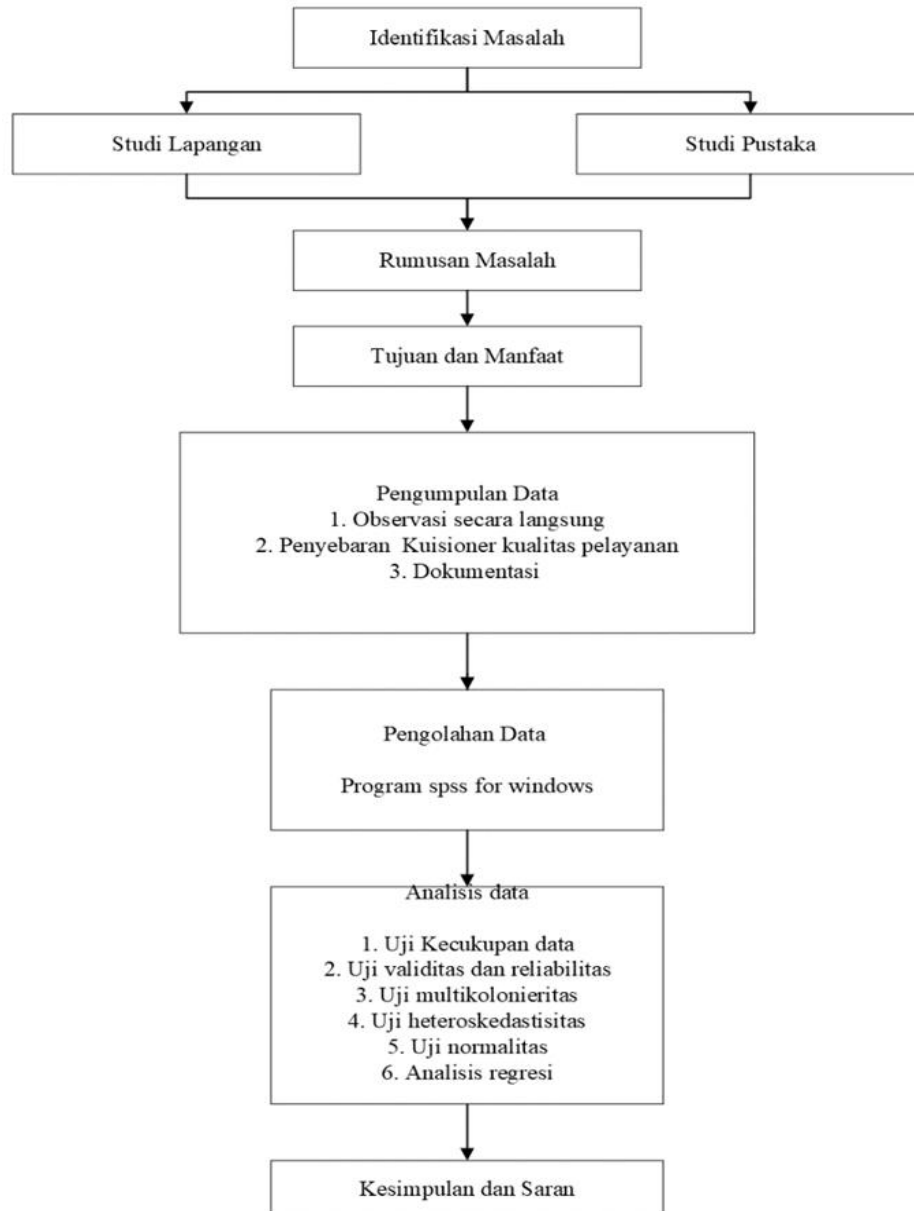 Identifikasi Masalah
Studi Lapangan
Studi Pustaka
Rumusan Masalah
Tujuan dan Manfaat
Pengumpulan Data
1. Observasi secara langsung
2. Penyebaran Kuisioner kualitas pelayanan
3. Dokumentasi
Pengolahan Data
Program spss for windows
Analisis data
1. Uji Kecukupan data
2. Uji validitas dan reliabilitas
3. Uji multikolonieritas
4. Uji heteroskedastisitas
5. Uji normalitas
6. Analisis regresi
Kesimpulan dan Saran